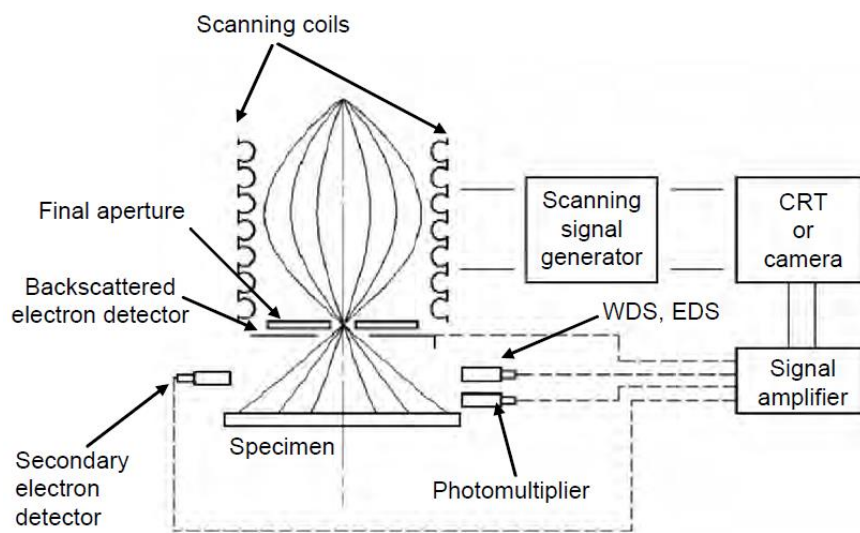 Scanning coils
Final aperture
Backscattered
electron detector
Scanning
signal
generator
CRT
or
camera
WDS, EDS
Signal
amplifier
Specimen
Secondary
electron
detector
Photomultiplier